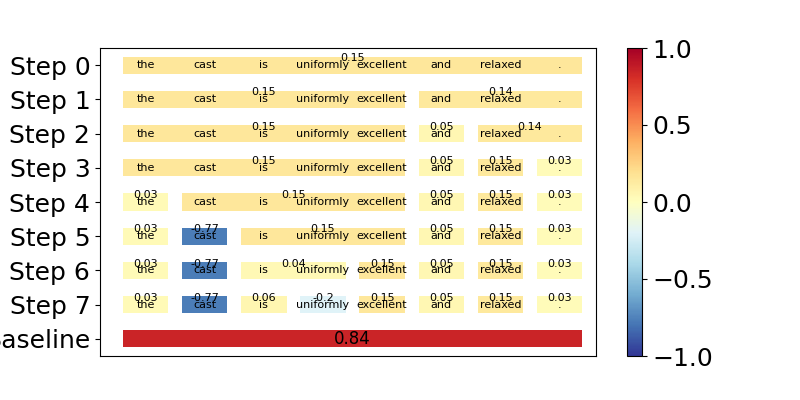 0.15
Step 0 the cast is uniformly excellent and relaxed . 1.0
0.15 0.14
Step 1 the cast is uniformly excellent and relaxed .
0.15 0.05 0.14
Step 2 the cast is uniformly excellent and relaxed . 0.5
0.15 0.05 0.15 0.03
Step 3 the cast is uniformly excellent and relaxed .
0.03 0.15 0.05 0.15 0.03
Step 4 the cast is uniformly excellent and relaxed . 0.0
0.03 -0.77 0.15 0.05 0.15 0.03
Step 5 the cast is uniformly excellent and relaxed .
0.03 -0.77 0.04 0.15 0.05 0.15 0.03
Step 6 the cast is uniformly excellent and relaxed . −0.5
0.03 -0.77 0.06 -0.2 0.15 0.05 0.15 0.03
Step 7 the cast is uniformly excellent and relaxed .
aseline 0.84
−1.0